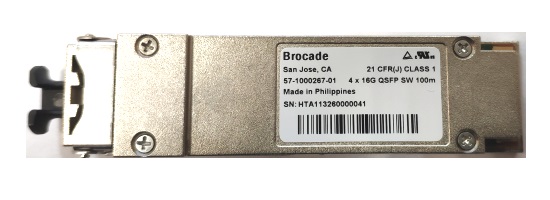 Brocade
San Jose, CA 21 CFR(J) CLASS 1
57-1000267-01 4 x 16G QSFP SW 100m
Made in Philippines
SN: HTA113260000041